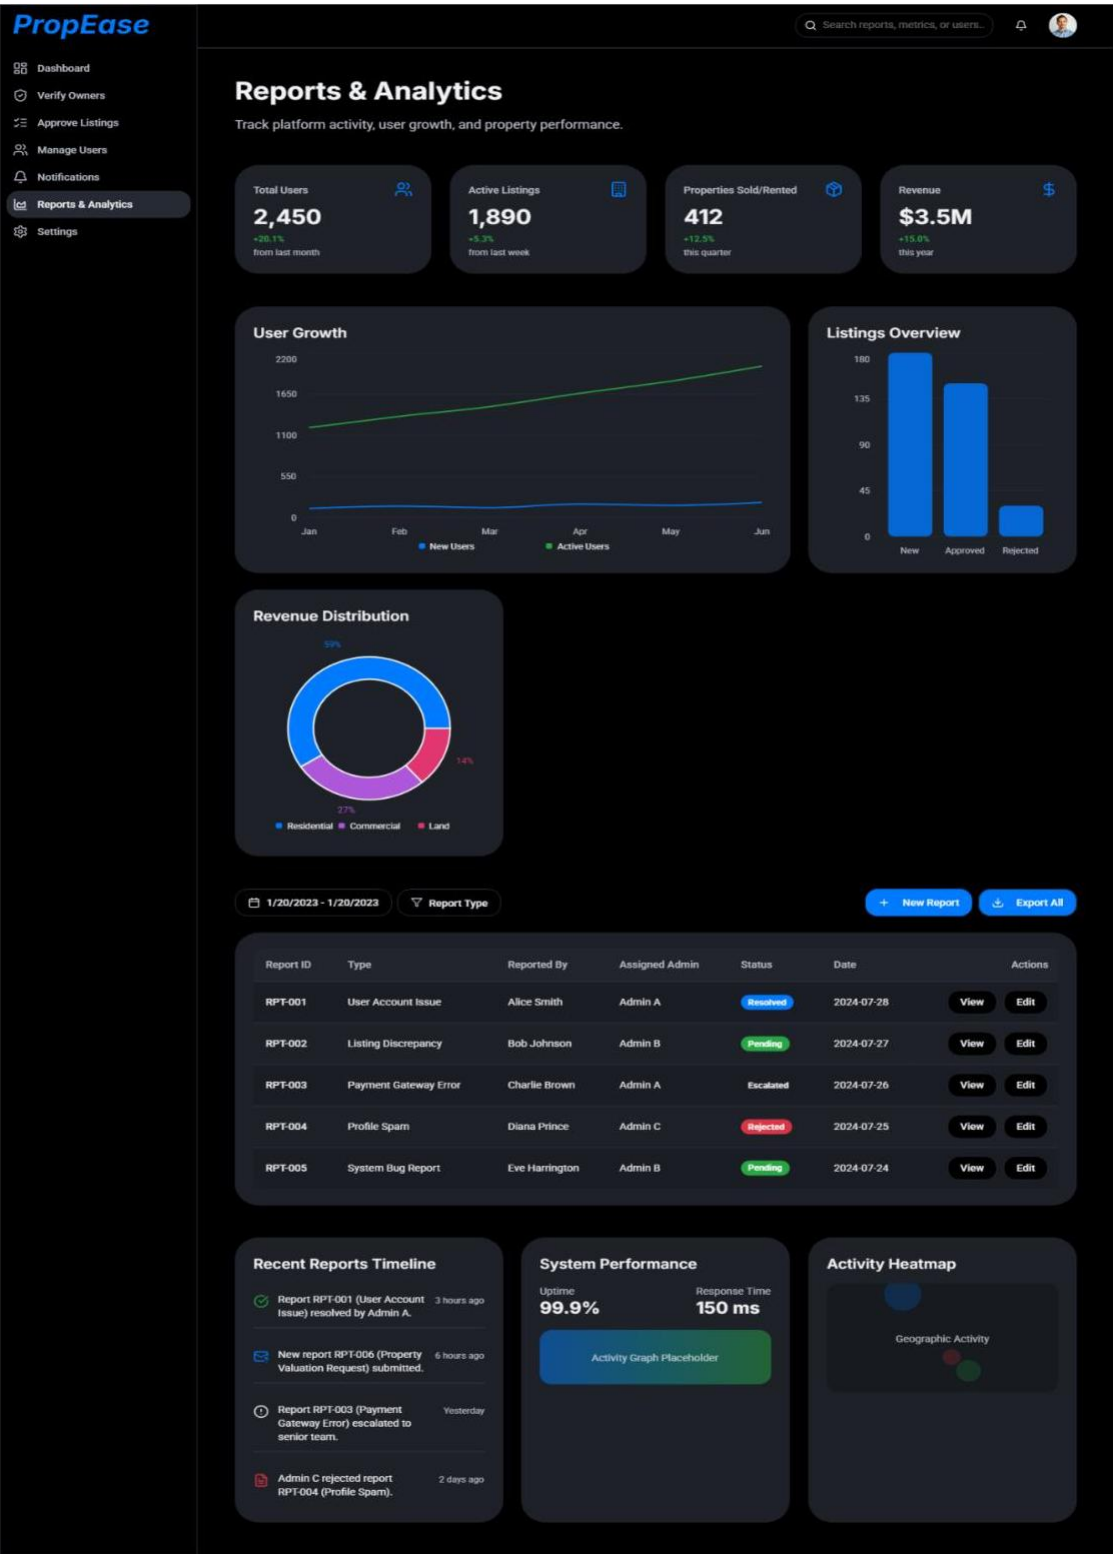 PropEase
Search reports, metrics, or users..
Dashboard
Verify Owners
Approve Listings
Manage Users
Notifications
Reports & Analytics
Settings
Reports & Analytics
Track platform activity, user growth, and property performance.
Total Users
2,450
+20.1%
from last month
Active Listings
1,890
+5.3%
from last week
Properties Sold/Rented
412
+12.5%
this quarter
Revenue
$3.5M
+15.0%
this year
User Growth
2200
1650
1100
550
0
Jan Feb Mar Apr May Jun
New Users Active Users
Listings Overview
180
135
90
45
0
New Approved Rejected
Revenue Distribution
59%
14%
27%
Residential Commercial Land
1/20/2023 - 1/20/2023 Report Type + New Report Export All
Report ID Type Reported By Assigned Admin Status Date Actions
RPT-001 User Account Issue Alice Smith Admin A Resolved 2024-07-28 View Edit
RPT-002 Listing Discrepancy Bob Johnson Admin B Pending 2024-07-27 View Edit
RPT-003 Payment Gateway Error Charlie Brown Admin A Escalated 2024-07-26 View Edit
RPT-004 Profile Spam Diana Prince Admin C Rejected 2024-07-25 View Edit
RPT-005 System Bug Report Eve Harrington Admin B Pending 2024-07-24 View Edit
Recent Reports Timeline
Report RPT-001 (User Account 3 hours ago
Issue) resolved by Admin A.
New report RPT-006 (Property 6 hours ago
Valuation Request) submitted.
Report RPT-003 (Payment Yesterday
Gateway Error) escalated to
senior team.
Admin C rejected report 2 days ago
RPT-004 (Profile Spam).
System Performance
Uptime Response Time
99.9% 150 ms
Activity Graph Placeholder
Activity Heatmap
Geographic Activity